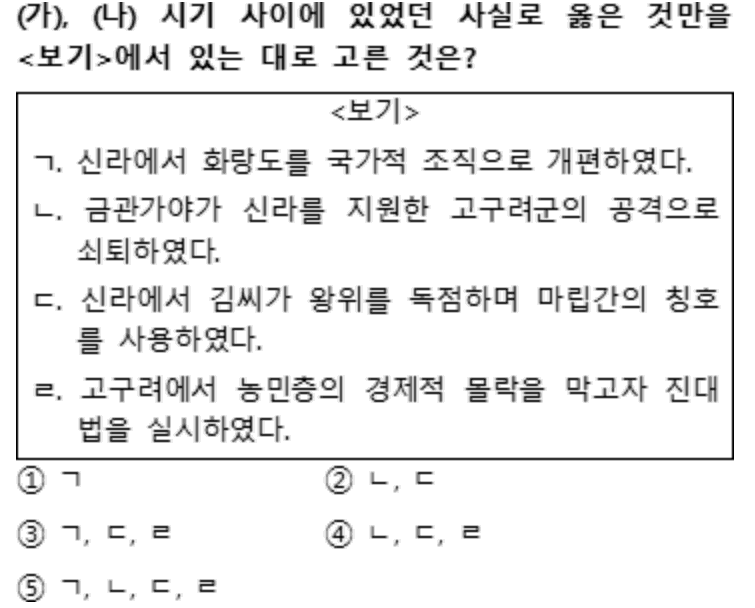 (가), (나) 시기 사이에 있었던 사실로 옳은 것만을
<보기>에서 있는 대로 고른 것은?
<보기>
ㄱ. 신라에서 화랑도를 국가적 조직으로 개편하였다.
ㄴ. 금관가야가 신라를 지원한 고구려군의 공격으로
쇠퇴하였다.
ㄷ. 신라에서 김씨가 왕위를 독점하며 마립간의 칭호
를 사용하였다.
ㄹ. 고구려에서 농민층의 경제적 몰락을 막고자 진대
법을 실시하였다.
① ㄱ ② ㄴ, ㄷ
③ ㄱ, ㄷ, ㄹ ④ ㄴ, ㄷ, ㄹ
⑤ ㄱ, ㄴ, ㄷ, ㄹ